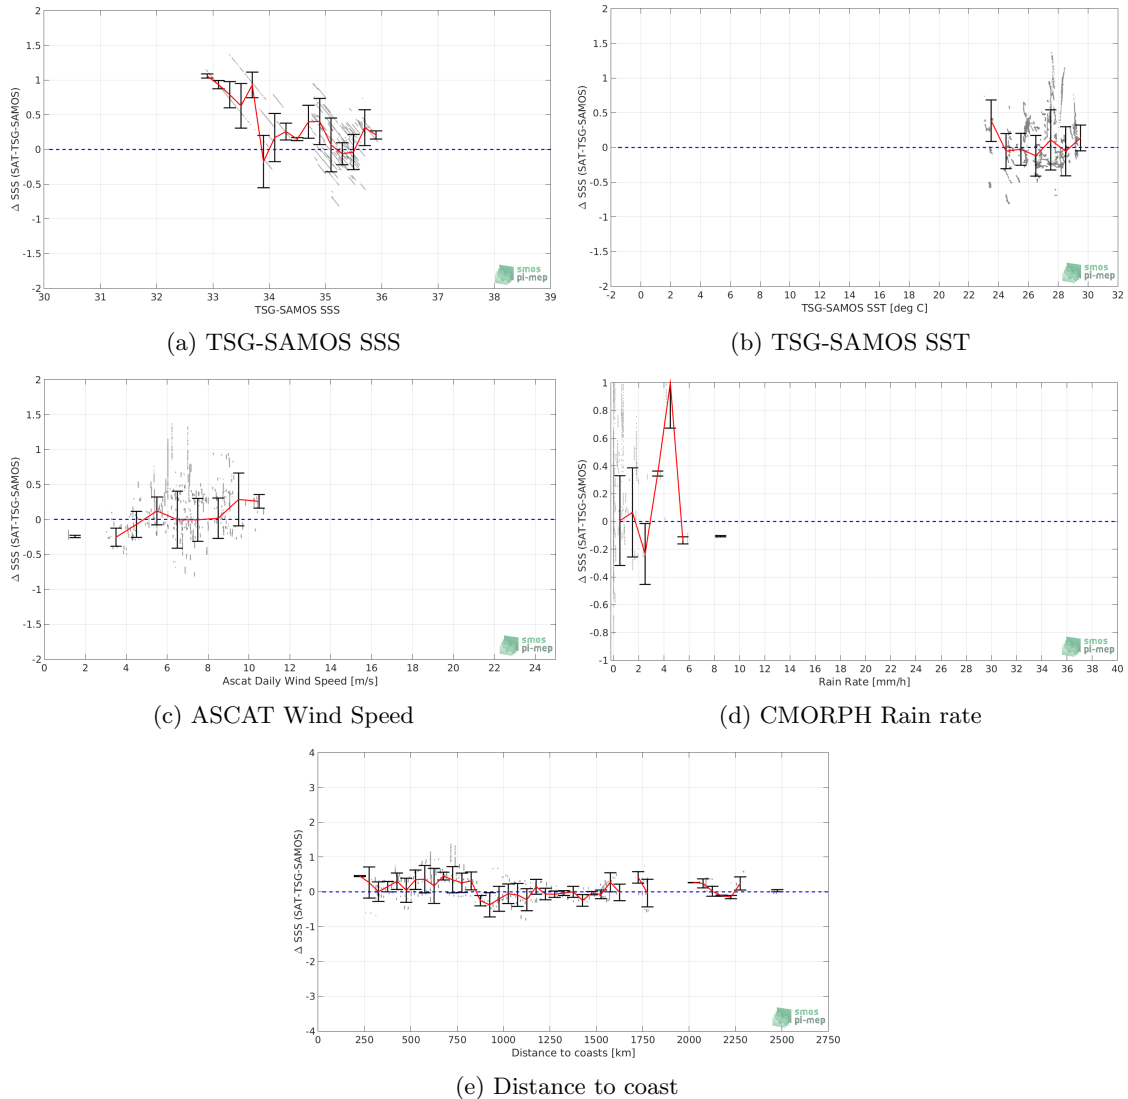 2
1.5
1
0.5
0
-0.5
-1
-1.5
-2
Δ SSS (SAT-TSG-SAMOS)
30 31 32 33 34 35 36 37 38 39
TSG-SAMOS SSS
smos
pi-mep
(a) TSG-SAMOS SSS
2
1.5
1
0.5
0
-0.5
-1
-1.5
-2
Δ SSS (SAT-TSG-SAMOS)
-2 0 2 4 6 8 10 12 14 16 18 20 22 24 26 28 30 32
TSG-SAMOS SST [deg C]
smos
pi-mep
(b) TSG-SAMOS SST
2
1.5
1
0.5
0
-0.5
-1
-1.5
-2
Δ SSS (SAT-TSG-SAMOS)
0 2 4 6 8 10 12 14 16 18 20 22 24
Ascat Daily Wind Speed [m/s]
smos
pi-mep
(c) ASCAT Wind Speed
1
0.8
0.6
0.4
0.2
0
-0.2
-0.4
-0.6
-0.8
-1
Δ SSS (SAT-TSG-SAMOS)
0 2 4 6 8 10 12 14 16 18 20 22 24 26 28 30 32 34 36 38 40
Rain Rate [mm/h]
smos
pi-mep
(d) CMORPH Rain rate
4
3
2
1
0
-1
-2
-3
-4
Δ SSS (SAT-TSG-SAMOS)
0 250 500 750 1000 1250 1500 1750 2000 2250 2500 2750
Distance to coasts [km]
smos
pi-mep
(e) Distance to coast